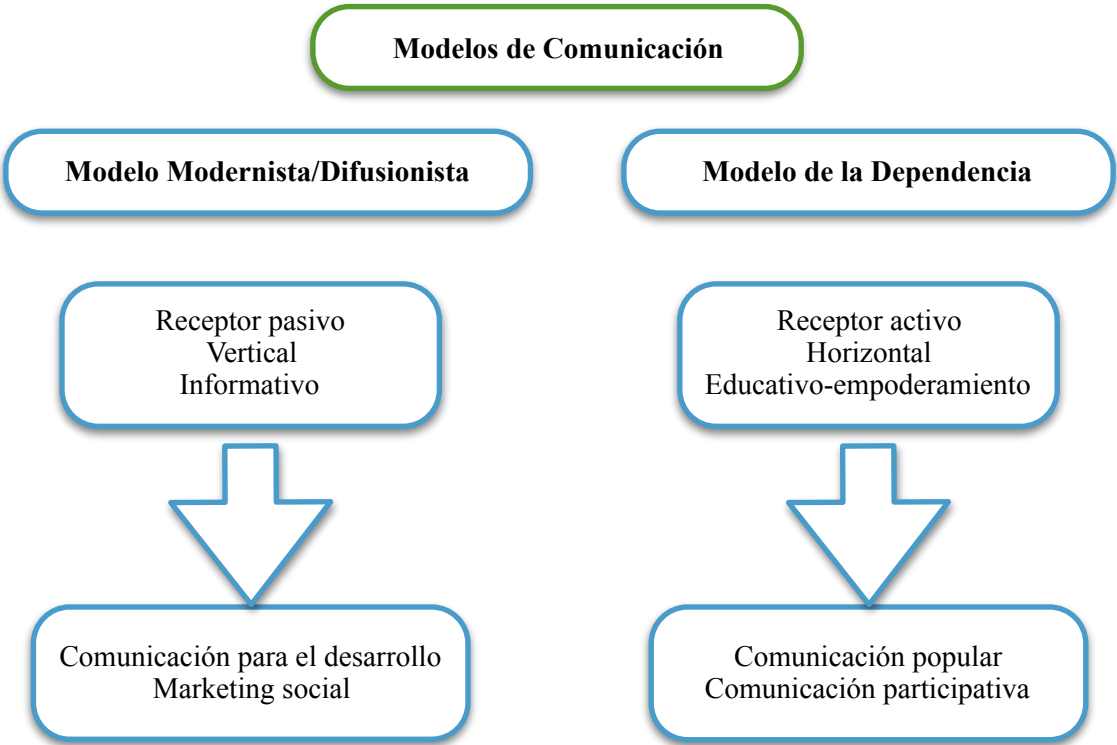 Modelos de Comunicación
Modelo Modernista/Difusionista
Modelo de la Dependencia
Receptor pasivo
Vertical
Informativo
Receptor activo
Horizontal
Educativo-empoderamiento
Comunicación para el desarrollo
Marketing social
Comunicación popular
Comunicación participativa